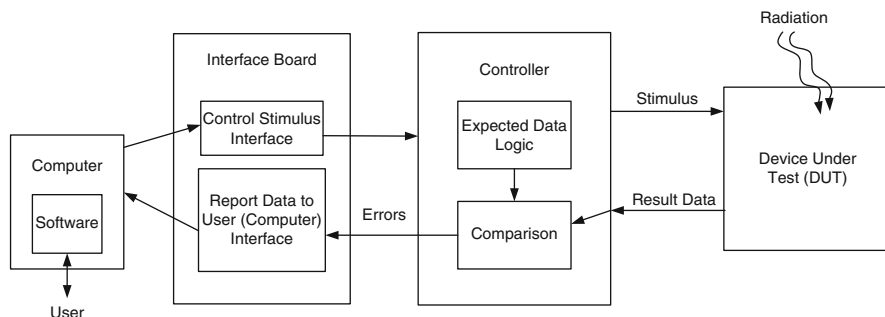 Radiation
Interface Board
Controller
Control Stimulus
Interface
Stimulus
Expected Data
Logic
Computer
Device Under
Test (DUT)
Report Data to
User (Computer)
Interface
Errors
Result Data
Software
Comparison
User